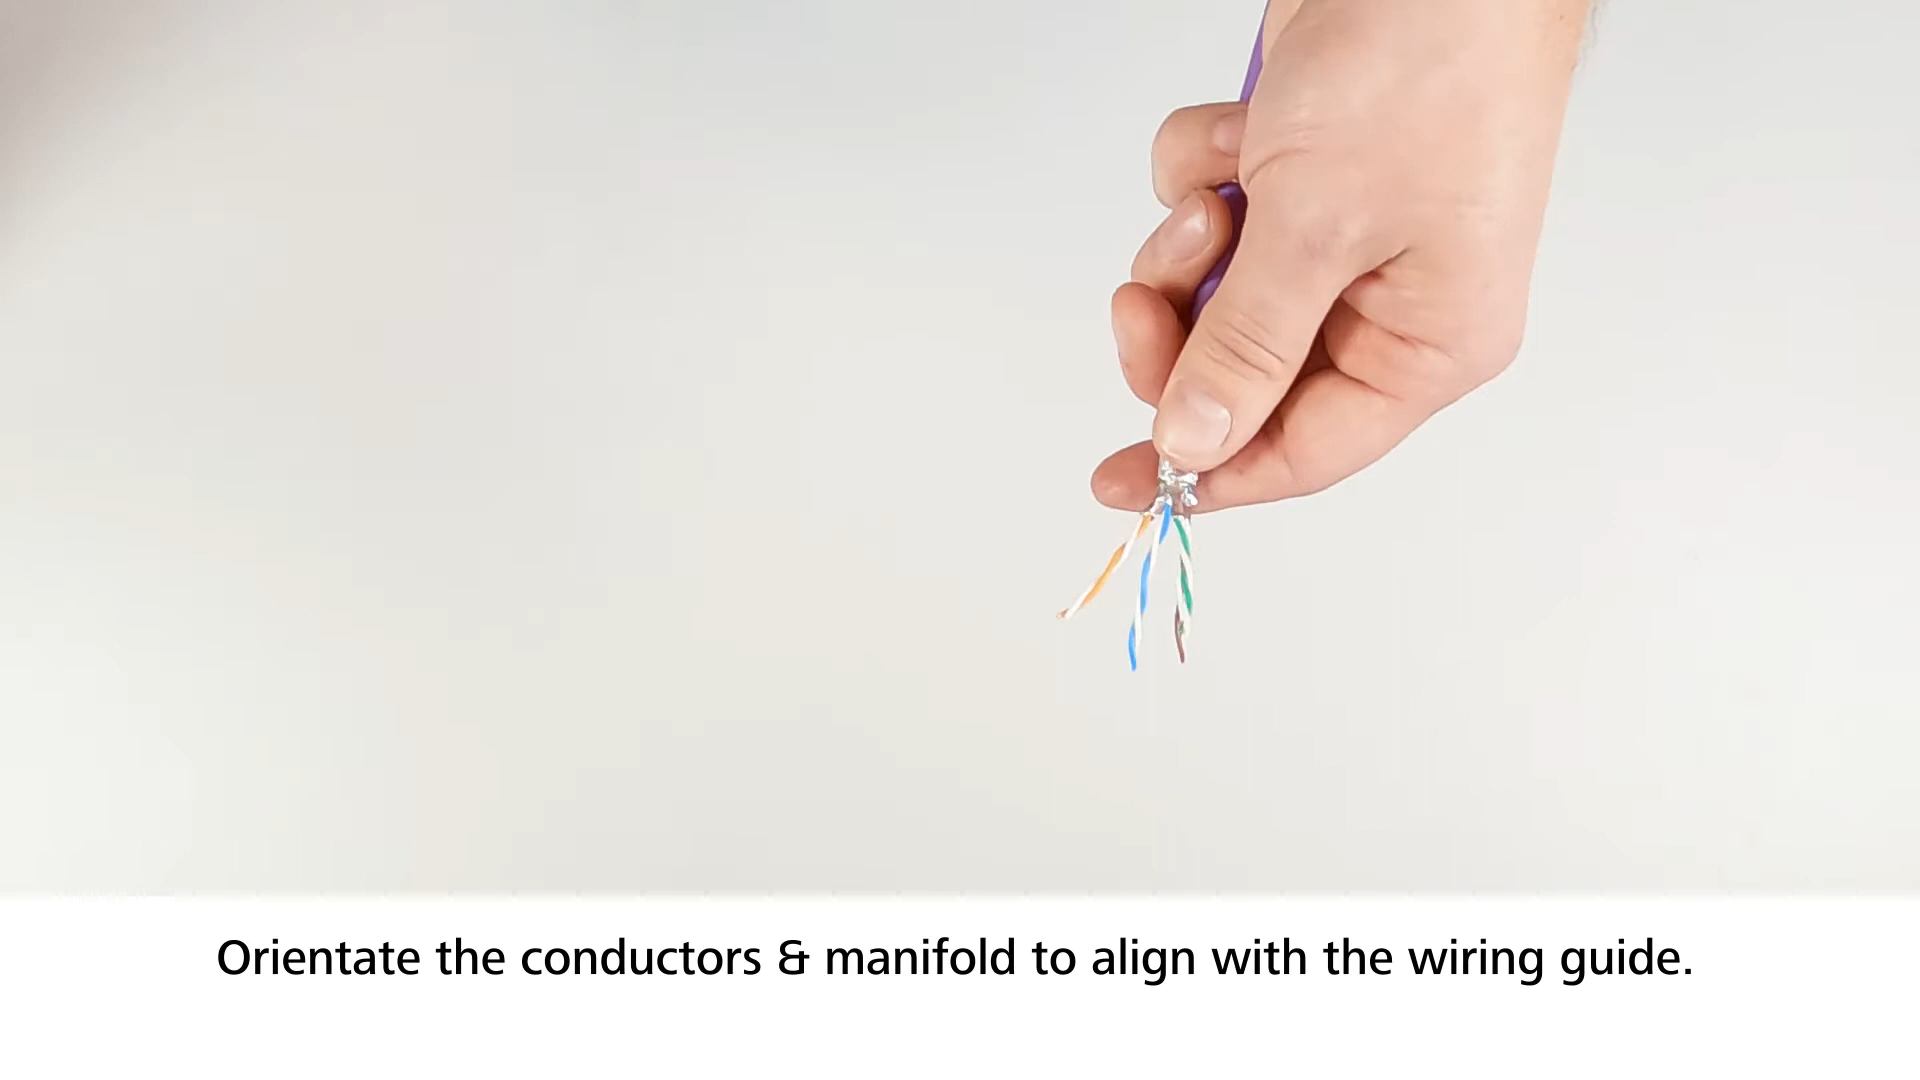 Orientate the conductors & manifold to align with the wiring guide.